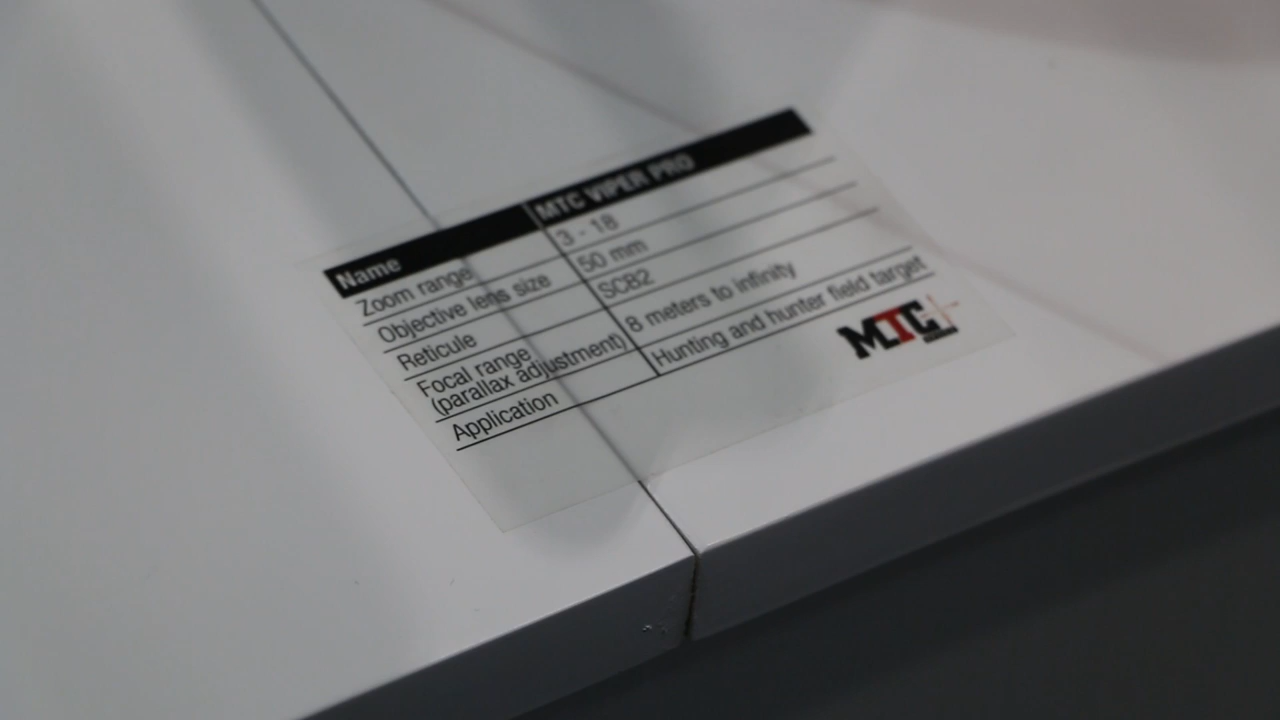 Name MTC VIPER PRO
Zoom range 3 - 18
Objective lens size 50 mm
Reticule SCB2
Focal range
(parallax adjustment) 8 meters to infinity
Application Hunting and hunter field target
MTC